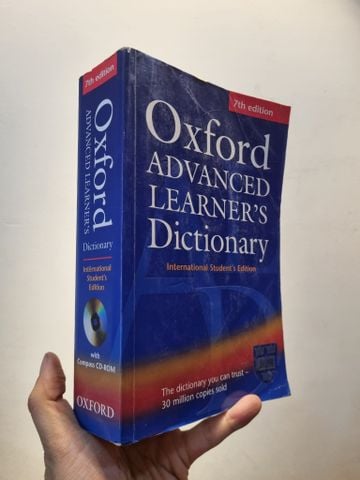 7th edition
Oxford
ADVANCED LEARNER'S
Dictionary
International
Student's
Edition
with
Compass CD-ROM
OXFORD
7th edition
Oxford
ADVANCED
LEARNER'S
Dictionary
International Student's Edition
The dictionary you can trust –
30 million copies sold